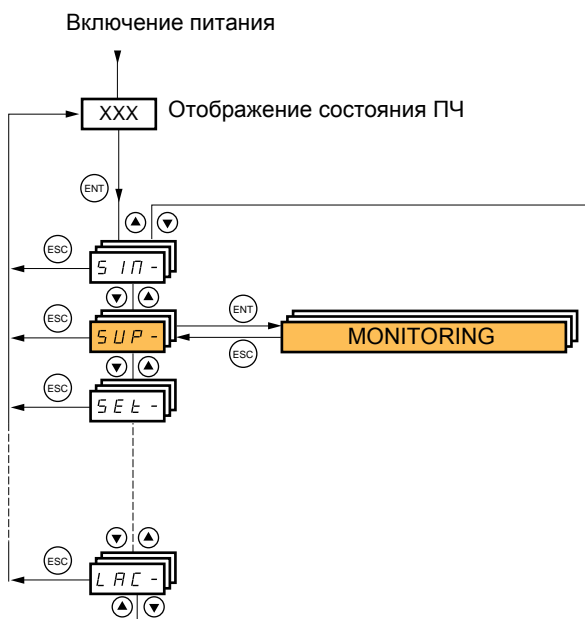 Включение питания
XXX Отображение состояния ПЧ
ENT
ESC
SIM-
ENT
ESC
SUP-
MONITORING
ESC
ESC
SEt-
ESC
LAC-